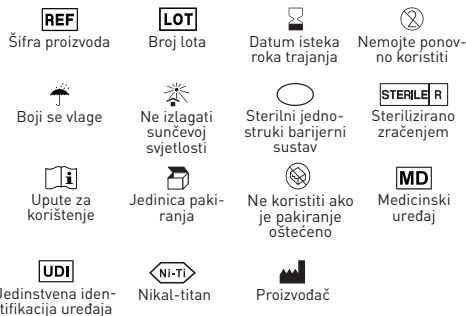 REF
LOT
Šifra proizvoda
Broj lota
Datum isteka
roka trajanja
Nemojte ponov-
no koristiti
2
STERILE R
Boji se vlage
Ne izlagati
sunčevoj
svjetlosti
Sterilni jedno-
struki barijerni
sustav
Sterilizirano
zračenjem
i
MD
Upute za
korištenje
Jedinica paki-
ranja
Ne koristiti ako
je pakiranje
oštećeno
Medicinski
uređaj
UDI
Ni-Ti
Jedinstvena iden-
tifikacija uređaja
Nikal-titan
Proizvođač